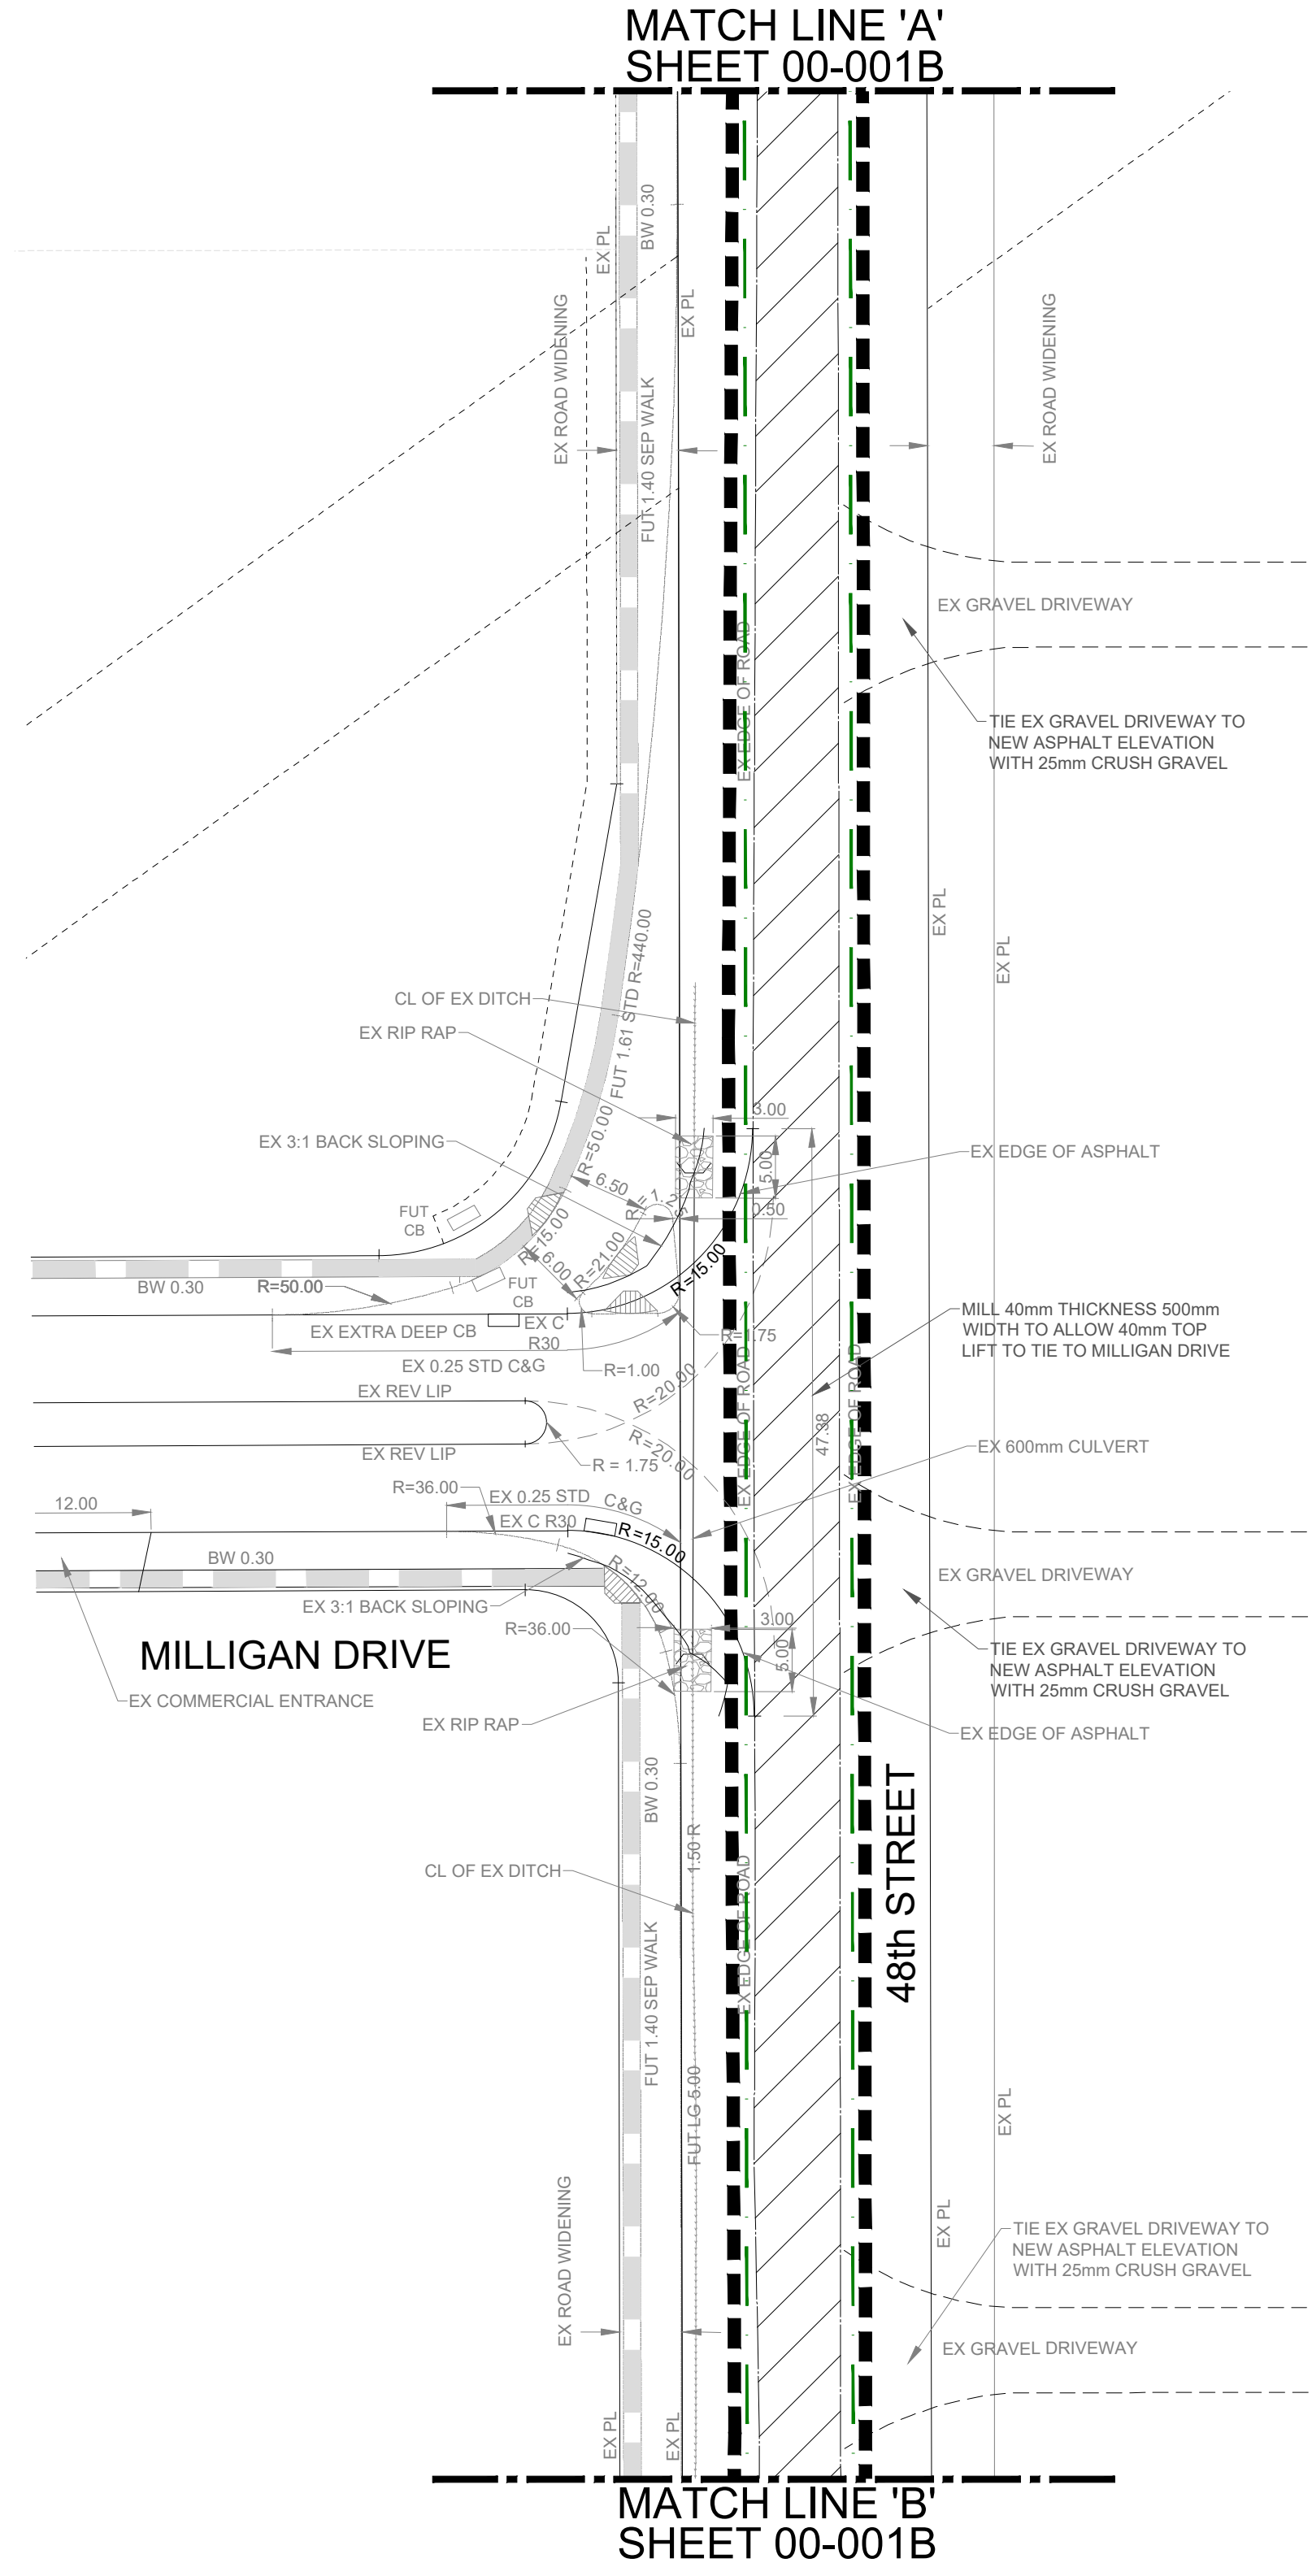 MATCH LINE 'A'
SHEET 00-001B
BW 0.30
EX PL
EX PL
EX ROAD WIDENING
EX ROAD WIDENING
FUT 1.40 SEP WALK
EX GRAVEL DRIVEWAY
EX EDGE OF ROAD
TIE EX GRAVEL DRIVEWAY TO
NEW ASPHALT ELEVATION
WITH 25mm CRUSH GRAVEL
EX PL
EX PL
FUT 1.61 STD R=440.00
CL OF EX DITCH
EX RIP RAP
3.00
EX 3:1 BACK SLOPING
R=50.00
5.00
EX EDGE OF ASPHALT
6.50
R=1.25
0.50
FUT
CB
R=15.00
6.00
R=21.00
R=15.00
BW 0.30
R=50.00
FUT
CB
EX EXTRA DEEP CB
EX C
R30
R=1.75
MILL 40mm THICKNESS 500mm
WIDTH TO ALLOW 40mm TOP
LIFT TO TIE TO MILLIGAN DRIVE
EX 0.25 STD C&G
R=1.00
EX REV LIP
R=20.00
EX EDGE OF ROAD
EX EDGE OF ROAD
47.38
EX REV LIP
R = 1.75
R=20.00
EX 600mm CULVERT
R=36.00
EX 0.25 STD C&G
12.00
EX C R30
R=15.00
BW 0.30
R=12.00
EX GRAVEL DRIVEWAY
EX 3:1 BACK SLOPING
R=36.00
3.00
5.00
MILLIGAN DRIVE
TIE EX GRAVEL DRIVEWAY TO
NEW ASPHALT ELEVATION
WITH 25mm CRUSH GRAVEL
EX COMMERCIAL ENTRANCE
EX RIP RAP
EX EDGE OF ASPHALT
BW 0.30
1.50 R
48th STREET
CL OF EX DITCH
EX EDGE OF ROAD
FUT 1.40 SEP WALK
FUT LG 5.00
EX PL
EX ROAD WIDENING
EX PL
TIE EX GRAVEL DRIVEWAY TO
NEW ASPHALT ELEVATION
WITH 25mm CRUSH GRAVEL
EX GRAVEL DRIVEWAY
EX PL
EX PL
MATCH LINE 'B'
SHEET 00-001B